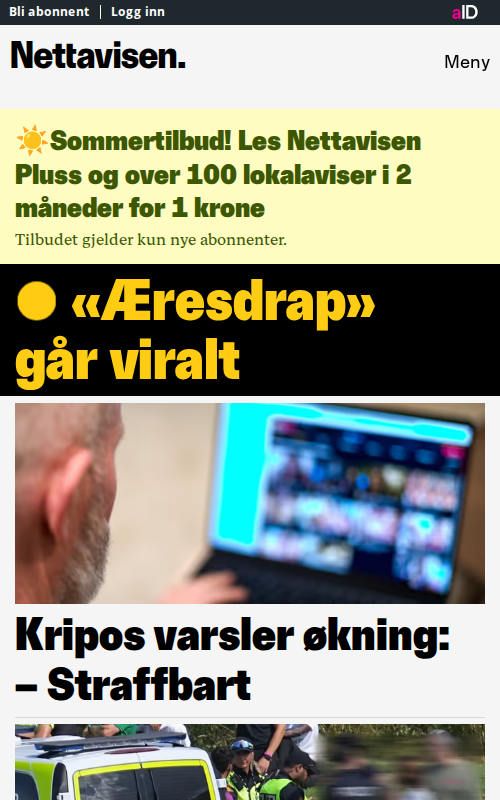 Bli abonnent | Logg inn
aID
Nettavisen.
Meny
☀️Sommertilbud! Les Nettavisen
Pluss og over 100 lokalaviser i 2
måneder for 1 krone
Tilbudet gjelder kun nye abonnenter.
«Æresdrap»
går viralt
Kripos varsler økning:
– Straffbart